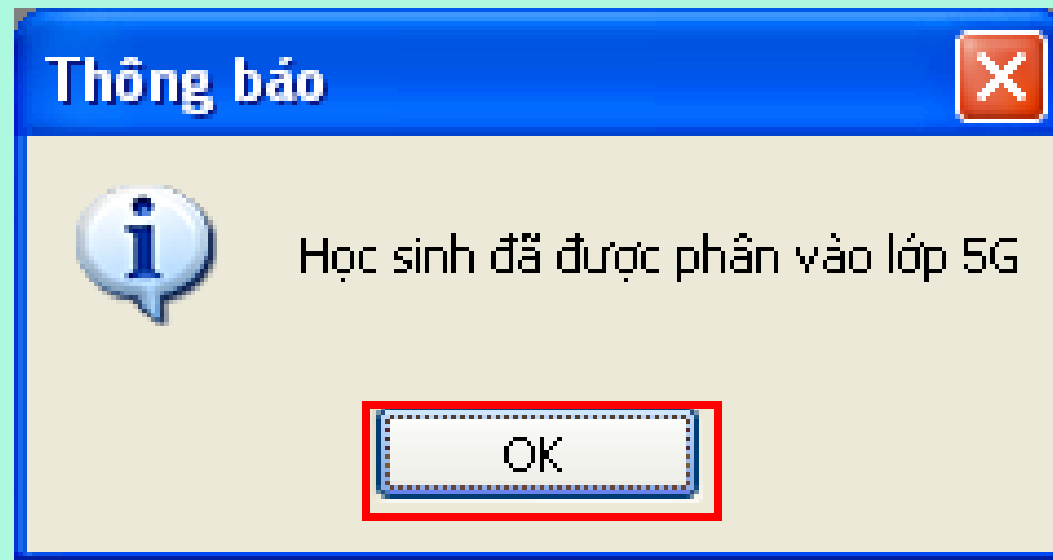 Thông báo
Học sinh đã được phân vào lớp 5G
OK